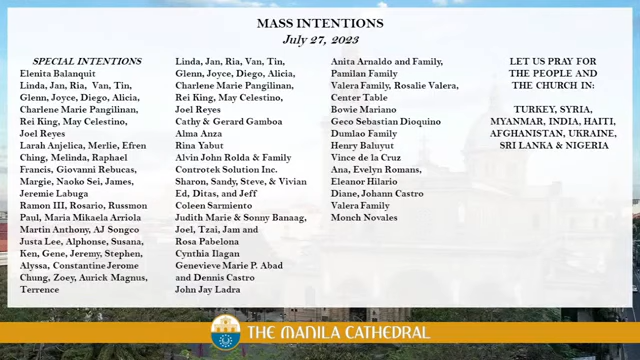 MASS INTENTIONS
July 27, 2023
SPECIAL INTENTIONS
Elenita Balanquit
Linda, Jan, Ria, Van, Tin,
Glenn, Joyce, Diego, Alicia,
Charlene Marie Pangilinan,
Rei King, May Celestino,
Joel Reyes
Larah Anjelica, Merlie, Efren
Ching, Melinda, Raphael
Francis, Giovanni Rebucas,
Margie, Naoko Sei, James,
Jeremie Labuga
Ramon III, Rosario, Russmon
Paul, Maria Mikaela Arriola
Martin Anthony, AJ Songco
Justa Lee, Alphonse, Susana,
Ken, Gene, Jeremy, Stephen,
Alyssa, Constantine Jerome
Chung, Zoey, Aurick Magnus,
Terrence
Linda, Jan, Ria, Van, Tin,
Glenn, Joyce, Diego, Alicia,
Charlene Marie Pangilinan,
Rei King, May Celestino,
Joel Reyes
Cathy & Gerard Gamboa
Alma Anza
Rina Yabut
Alvin John Rolda & Family
Controtek Solution Inc.
Sharon, Sandy, Steve, & Vivian
Ed, Ditas, and Jeff
Coleen Sarmiento
Judith Marie & Sonny Banaag,
Joel, Tzai, Jam and
Rosa Pabelona
Cynthia Ilagan
Genevieve Marie P. Abad
and Dennis Castro
John Jay Ladra
Anita Arnaldo and Family,
Pamilan Family
Valera Family, Rosalie Valera,
Center Table
Bowie Mariano
Geco Sebastian Dioquino
Dumlao Family
Henry Baluyut
Vince de la Cruz
Ana, Evelyn Romans,
Eleanor Hilario
Diane, Johann Castro
Valera Family
Monch Novales
LET US PRAY FOR
THE PEOPLE AND
THE CHURCH IN:
TURKEY, SYRIA,
MYANMAR, INDIA, HAITI,
AFGHANISTAN, UKRAINE,
SRI LANKA & NIGERIA
THE MANILA CATHEDRAL